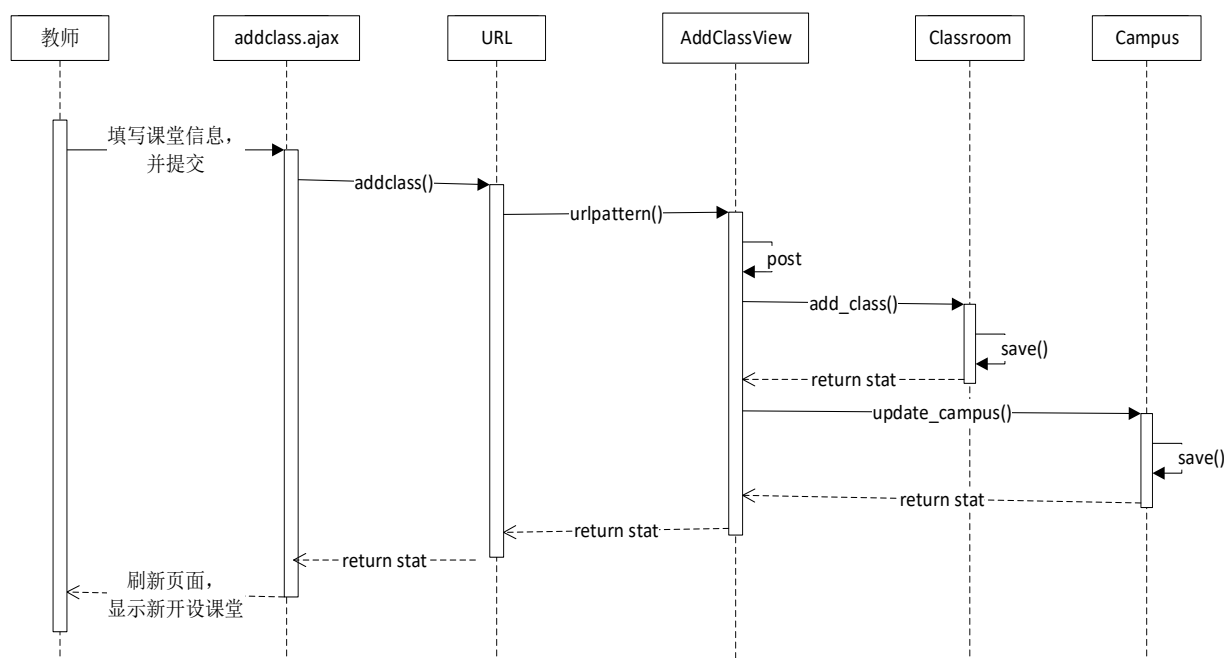 教师
addclass.ajax
URL
AddClassView
Classroom
Campus
填写课堂信息，
并提交
addclass()
urlpattern()
post
add_class()
save()
return stat
update_campus()
save()
return stat
return stat
return stat
刷新页面，
显示新开设课堂